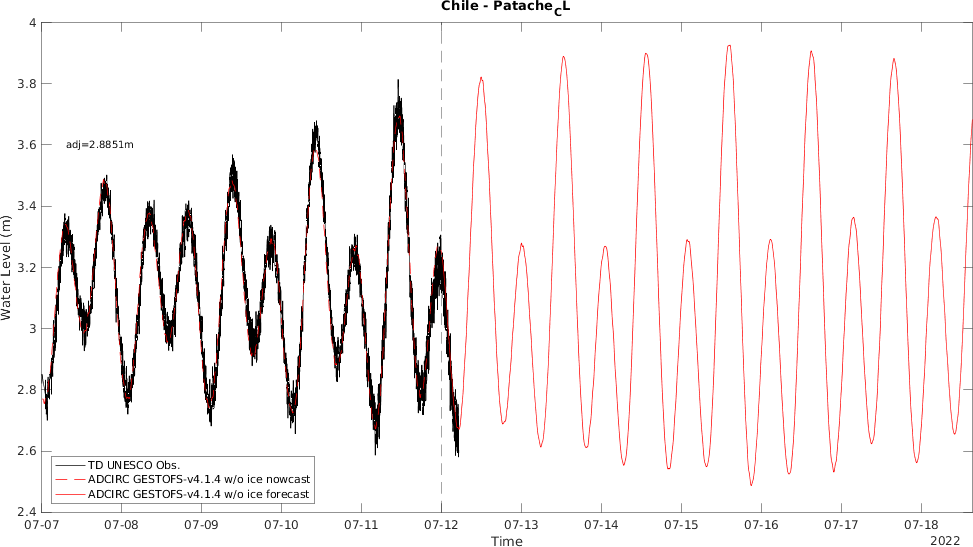 Chile - Patache_CL
4
3.8
3.6
3.4
3.2
3
2.8
2.6
2.4
Water Level (m)
adj=2.8851m
TD UNESCO Obs.
ADCIRC GESTOFS-v4.1.4 w/o ice nowcast
ADCIRC GESTOFS-v4.1.4 w/o ice forecast
07-07 07-08 07-09 07-10 07-11 07-12 07-13 07-14 07-15 07-16 07-17 07-18
Time
2022